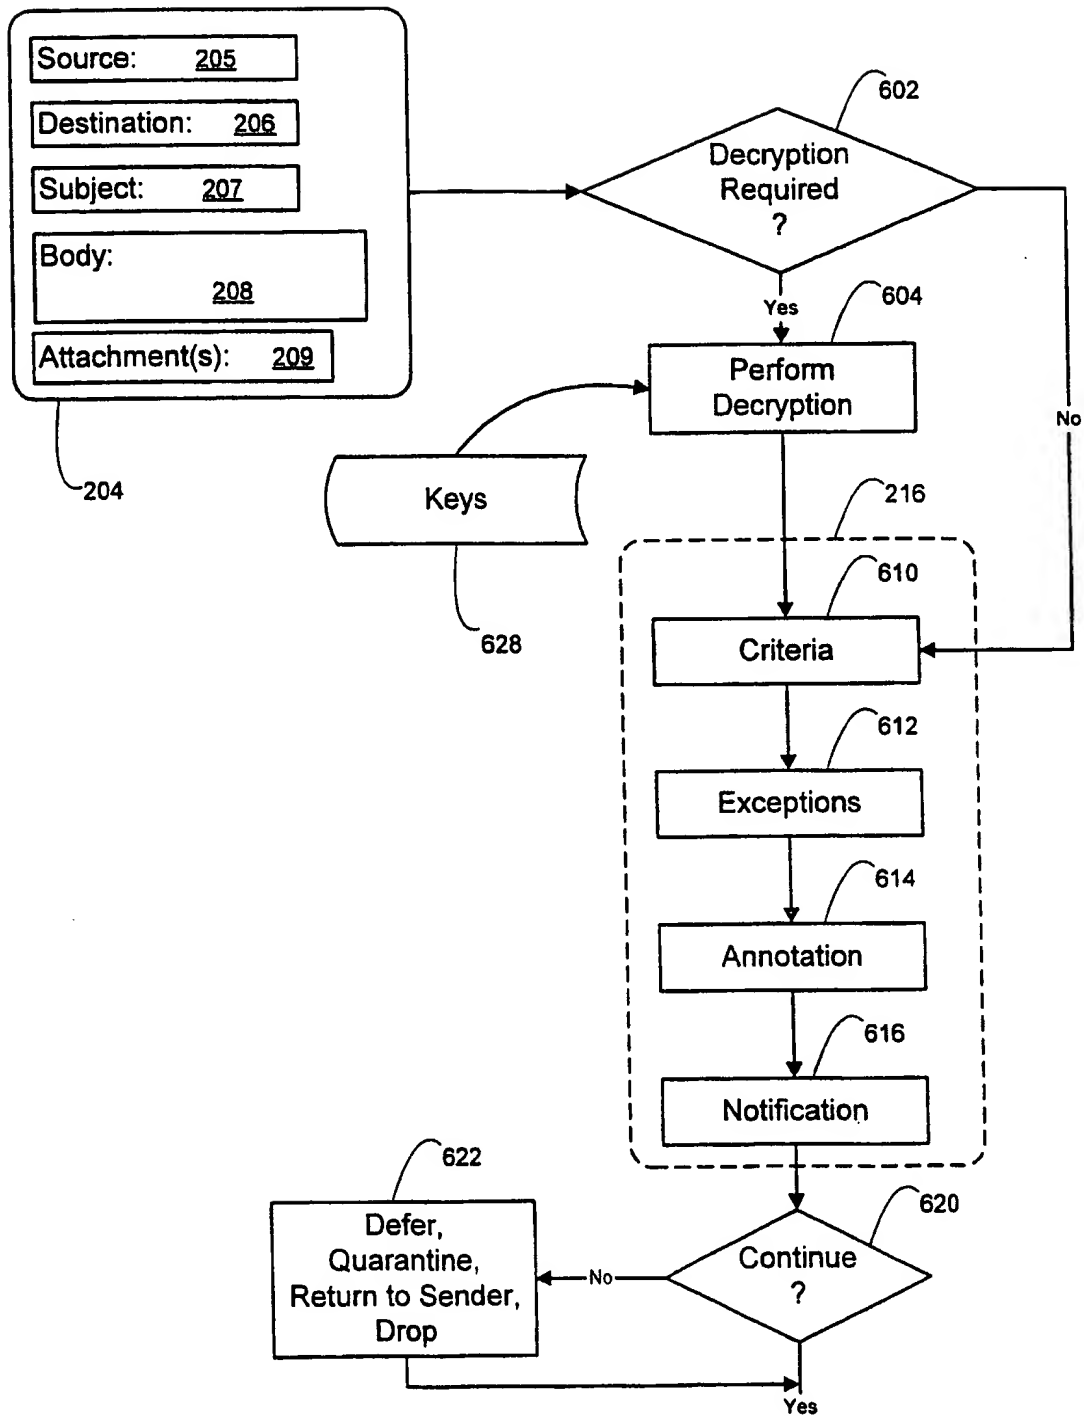 Source: 205
Destination: 206
Subject: 207
Body:
208
Attachment(s): 209
204
602
Decryption
Required
?
Yes
No
604
Perform
Decryption
Keys
628
216
610
Criteria
612
Exceptions
614
Annotation
616
Notification
620
Continue
?
No
622
Defer,
Quarantine,
Return to Sender,
Drop
Yes